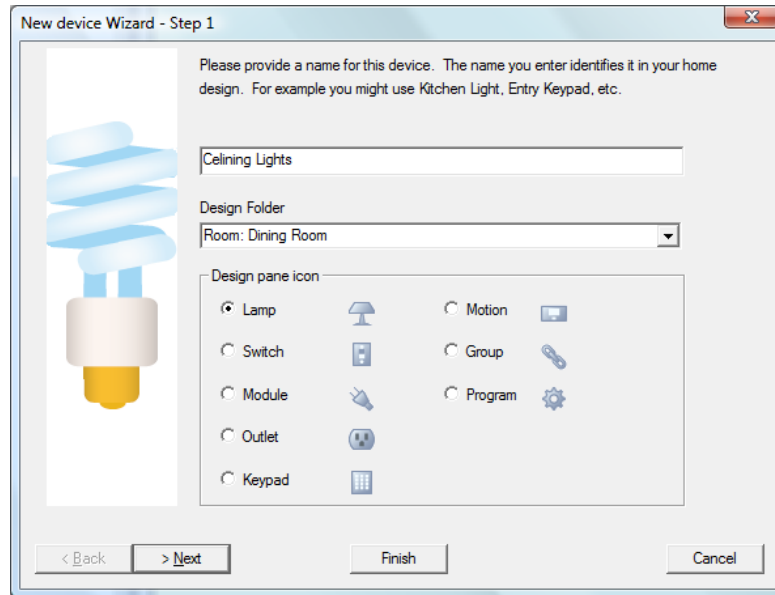 New device Wizard - Step 1
Please provide a name for this device.  The name you enter identifies it in your home
design.  For example you might use Kitchen Light, Entry Keypad, etc.
Celining Lights
Design Folder
Room: Dining Room
Design pane icon
Lamp
Motion
Switch
Group
Module
Program
Outlet
Keypad
< Back
> Next
Finish
Cancel